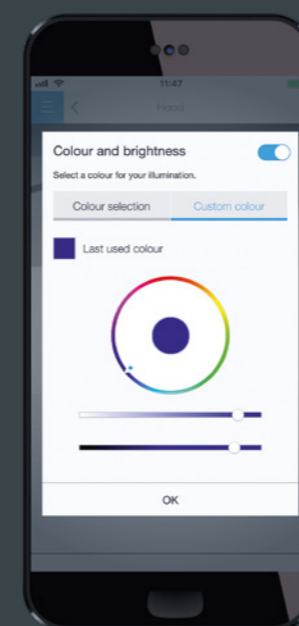 11:47
Hood
Colour and brightness
Select a colour for your illumination.
Colour selection
Custom colour
Last used colour
OK